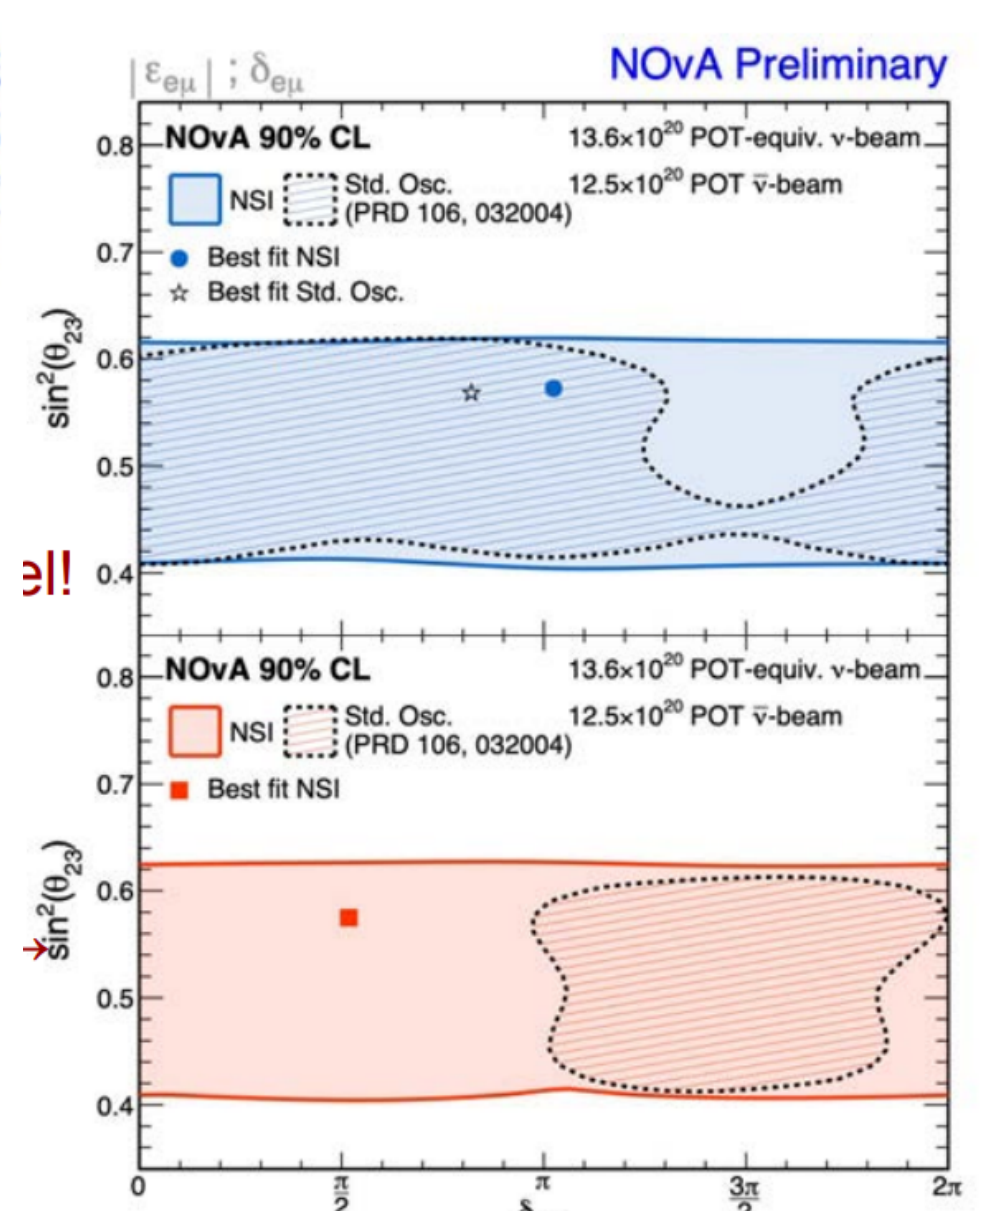 |εeμ| ; δeμ
NOvA Preliminary
NOvA 90% CL
13.6×10²⁰ POT-equiv. ν-beam
12.5×10²⁰ POT ν̄-beam
NSI
Std. Osc.
(PRD 106, 032004)
Best fit NSI
Best fit Std. Osc.
sin²(θ₂₃)
0.8
0.7
0.6
0.5
0.4
el!
NOvA 90% CL
13.6×10²⁰ POT-equiv. ν-beam
12.5×10²⁰ POT ν̄-beam
NSI
Std. Osc.
(PRD 106, 032004)
Best fit NSI
→
sin²(θ₂₃)
0.8
0.7
0.6
0.5
0.4
0
π/2
π
3π/2
2π